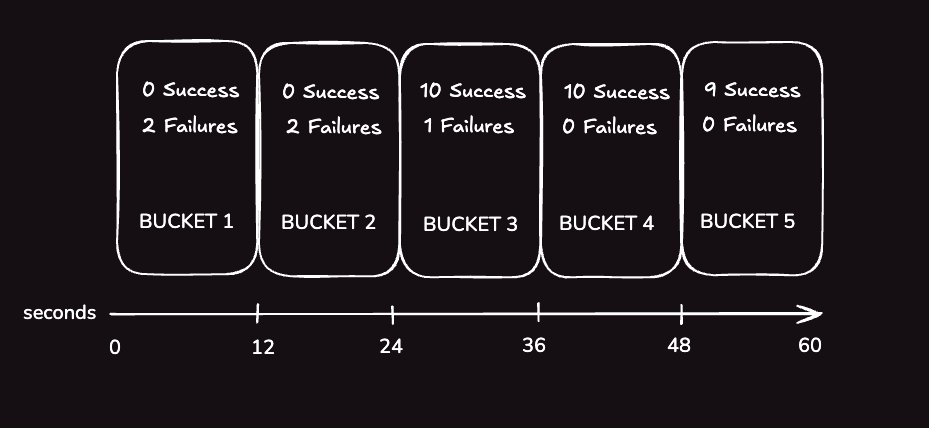 0 Success
2 Failures
BUCKET 1
0 Success
2 Failures
BUCKET 2
10 Success
1 Failures
BUCKET 3
10 Success
0 Failures
BUCKET 4
9 Success
0 Failures
BUCKET 5
seconds
0
12
24
36
48
60